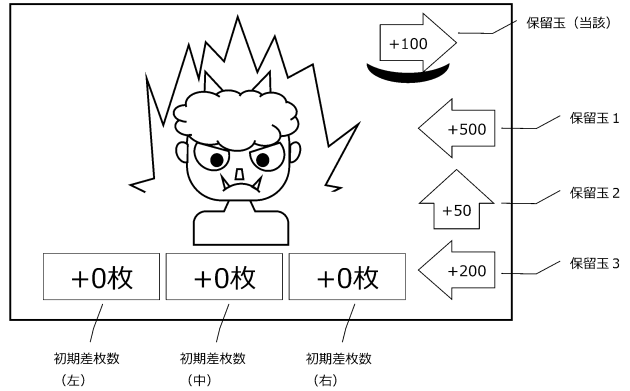 +100
保留玉（当該）
+500
保留玉1
+50
保留玉2
+200
保留玉3
+0枚
+0枚
+0枚
初期差枚数
（左）
初期差枚数
（中）
初期差枚数
（右）